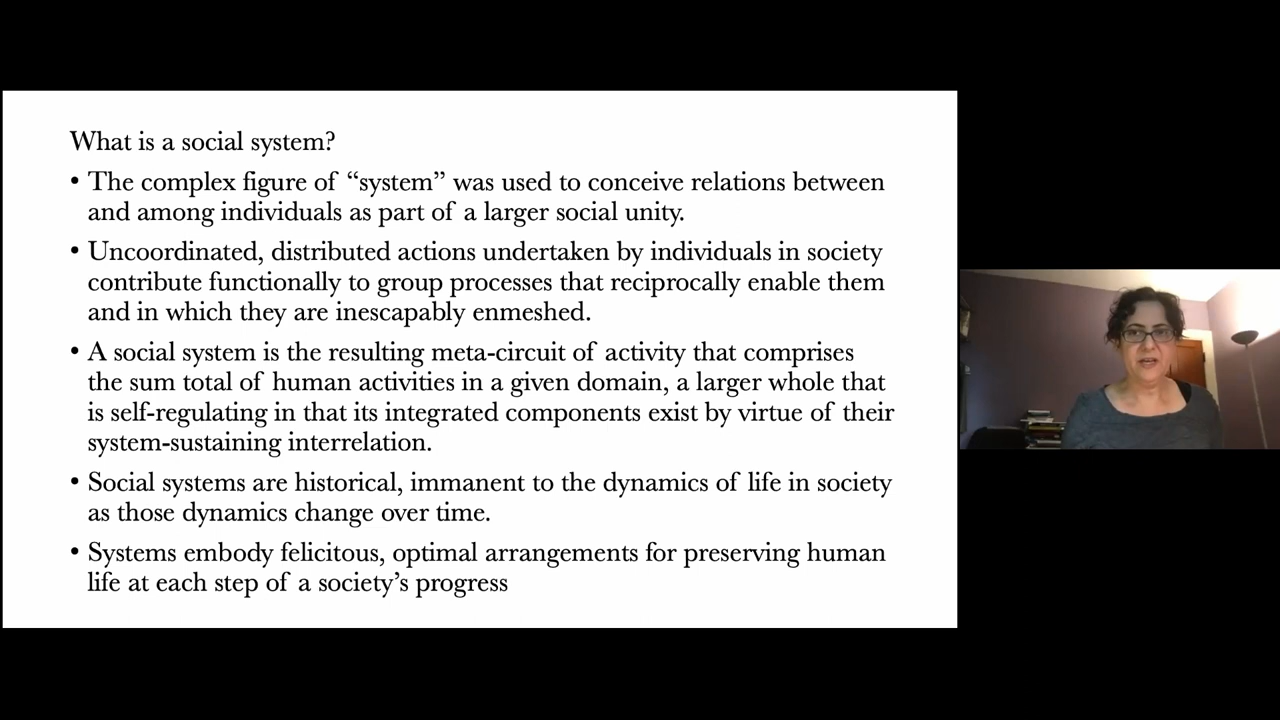 What is a social system?
• The complex figure of “system” was used to conceive relations between
and among individuals as part of a larger social unity.
• Uncoordinated, distributed actions undertaken by individuals in society
contribute functionally to group processes that reciprocally enable them
and in which they are inescapably enmeshed.
• A social system is the resulting meta-circuit of activity that comprises
the sum total of human activities in a given domain, a larger whole that
is self-regulating in that its integrated components exist by virtue of their
system-sustaining interrelation.
• Social systems are historical, immanent to the dynamics of life in society
as those dynamics change over time.
• Systems embody felicitous, optimal arrangements for preserving human
life at each step of a society’s progress